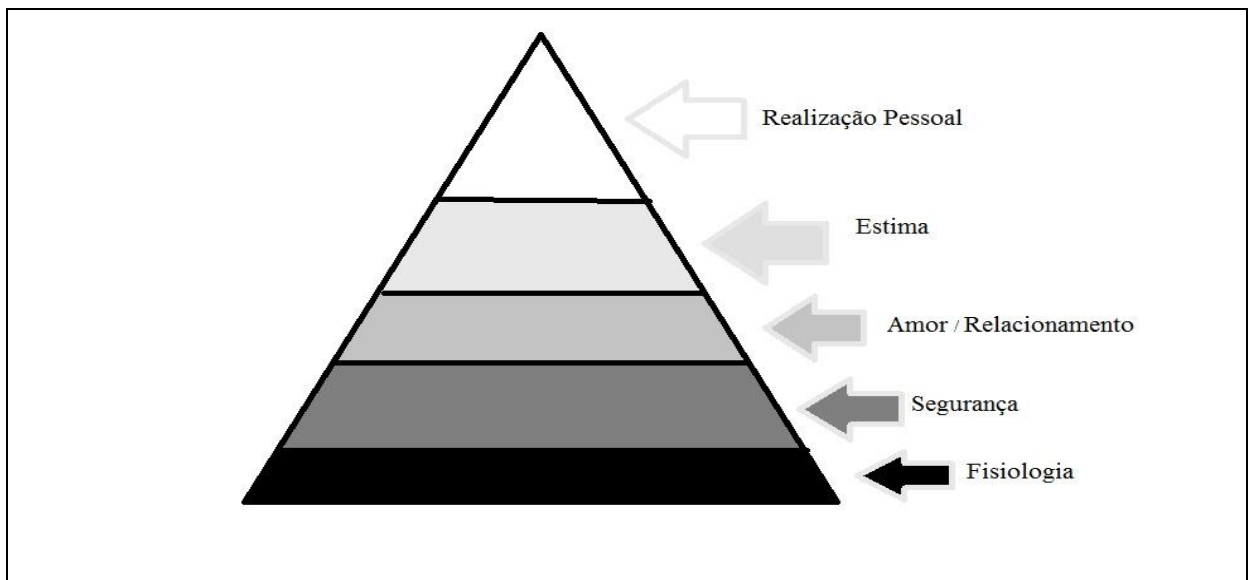 Realização Pessoal
Estima
Amor / Relacionamento
Segurança
Fisiologia